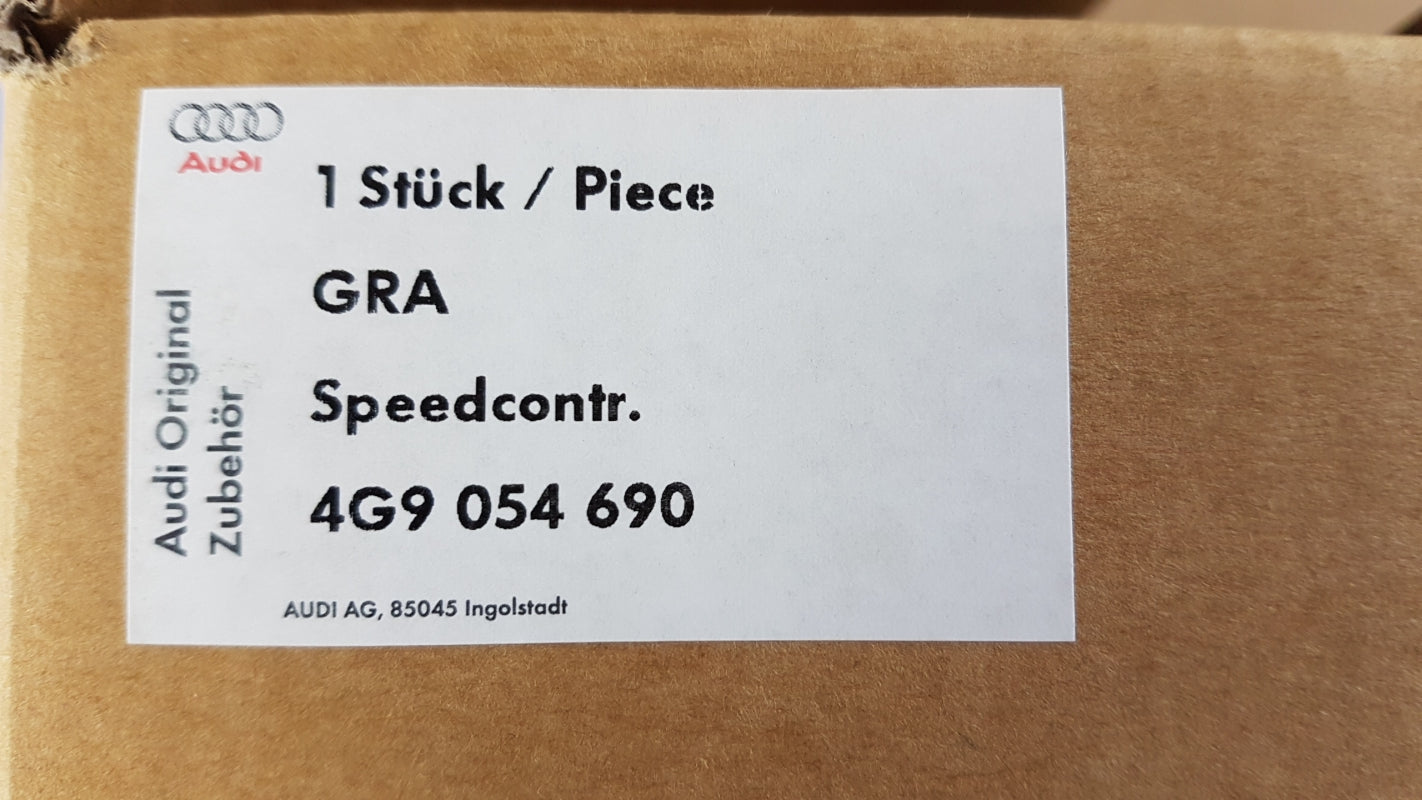 Audi
1 Stück / Piece
GRA
Speedcontr.
4G9 054 690
Audi Original
Zubehör
AUDI AG, 85045 Ingolstadt